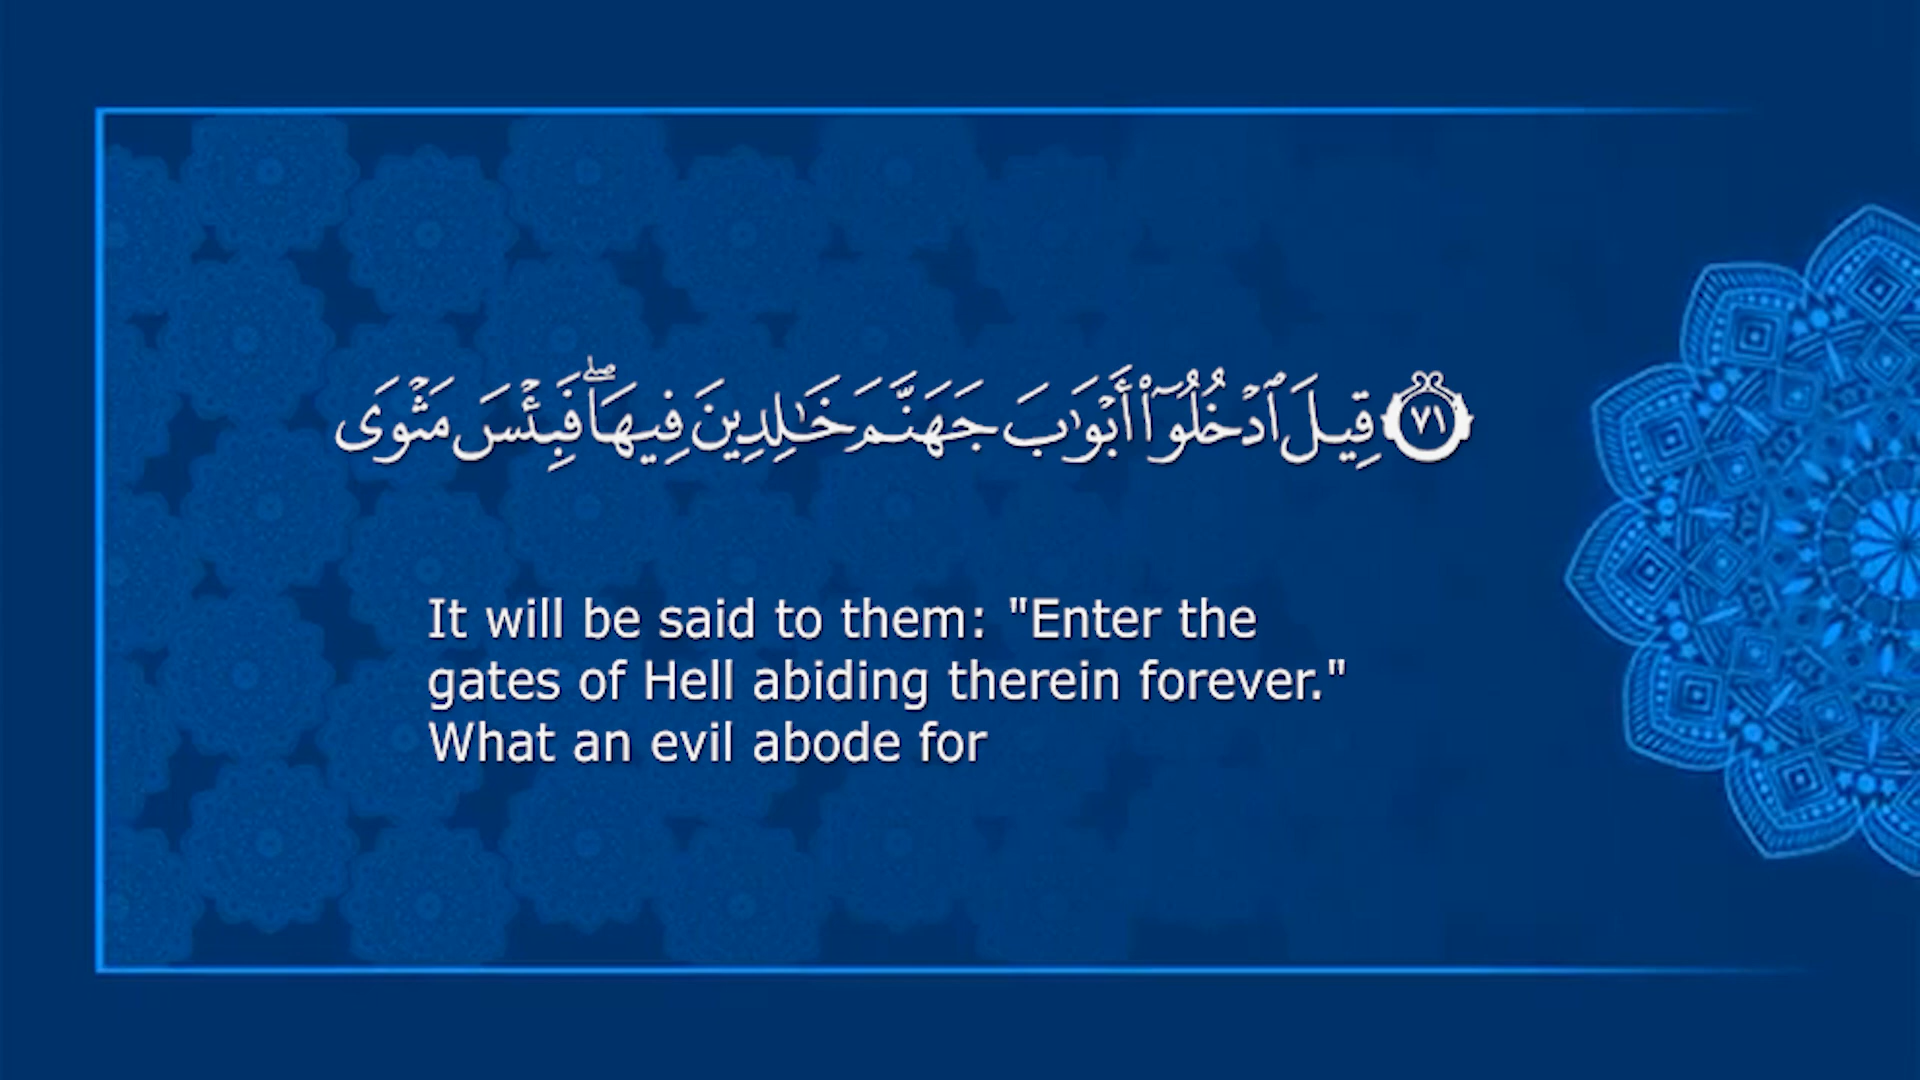 ۝٧١ قِيلَ ٱدْخُلُوٓا۟ أَبْوَٰبَ جَهَنَّمَ خَـٰلِدِينَ فِيهَا ۖ فَبِئْسَ مَثْوَى
It will be said to them: "Enter the
gates of Hell abiding therein forever."
What an evil abode for